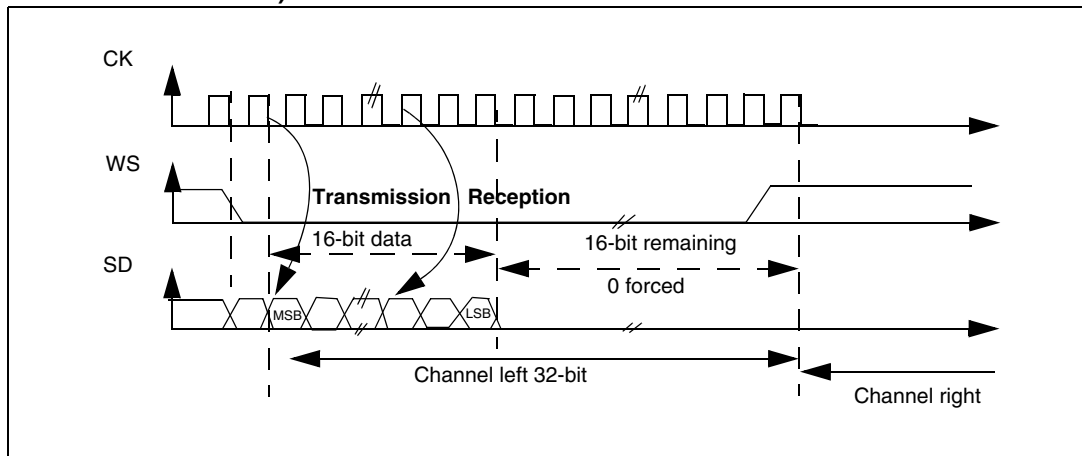 CK
WS
Transmission Reception
16-bit data
16-bit remaining
SD
0 forced
MSB
LSB
Channel left 32-bit
Channel right